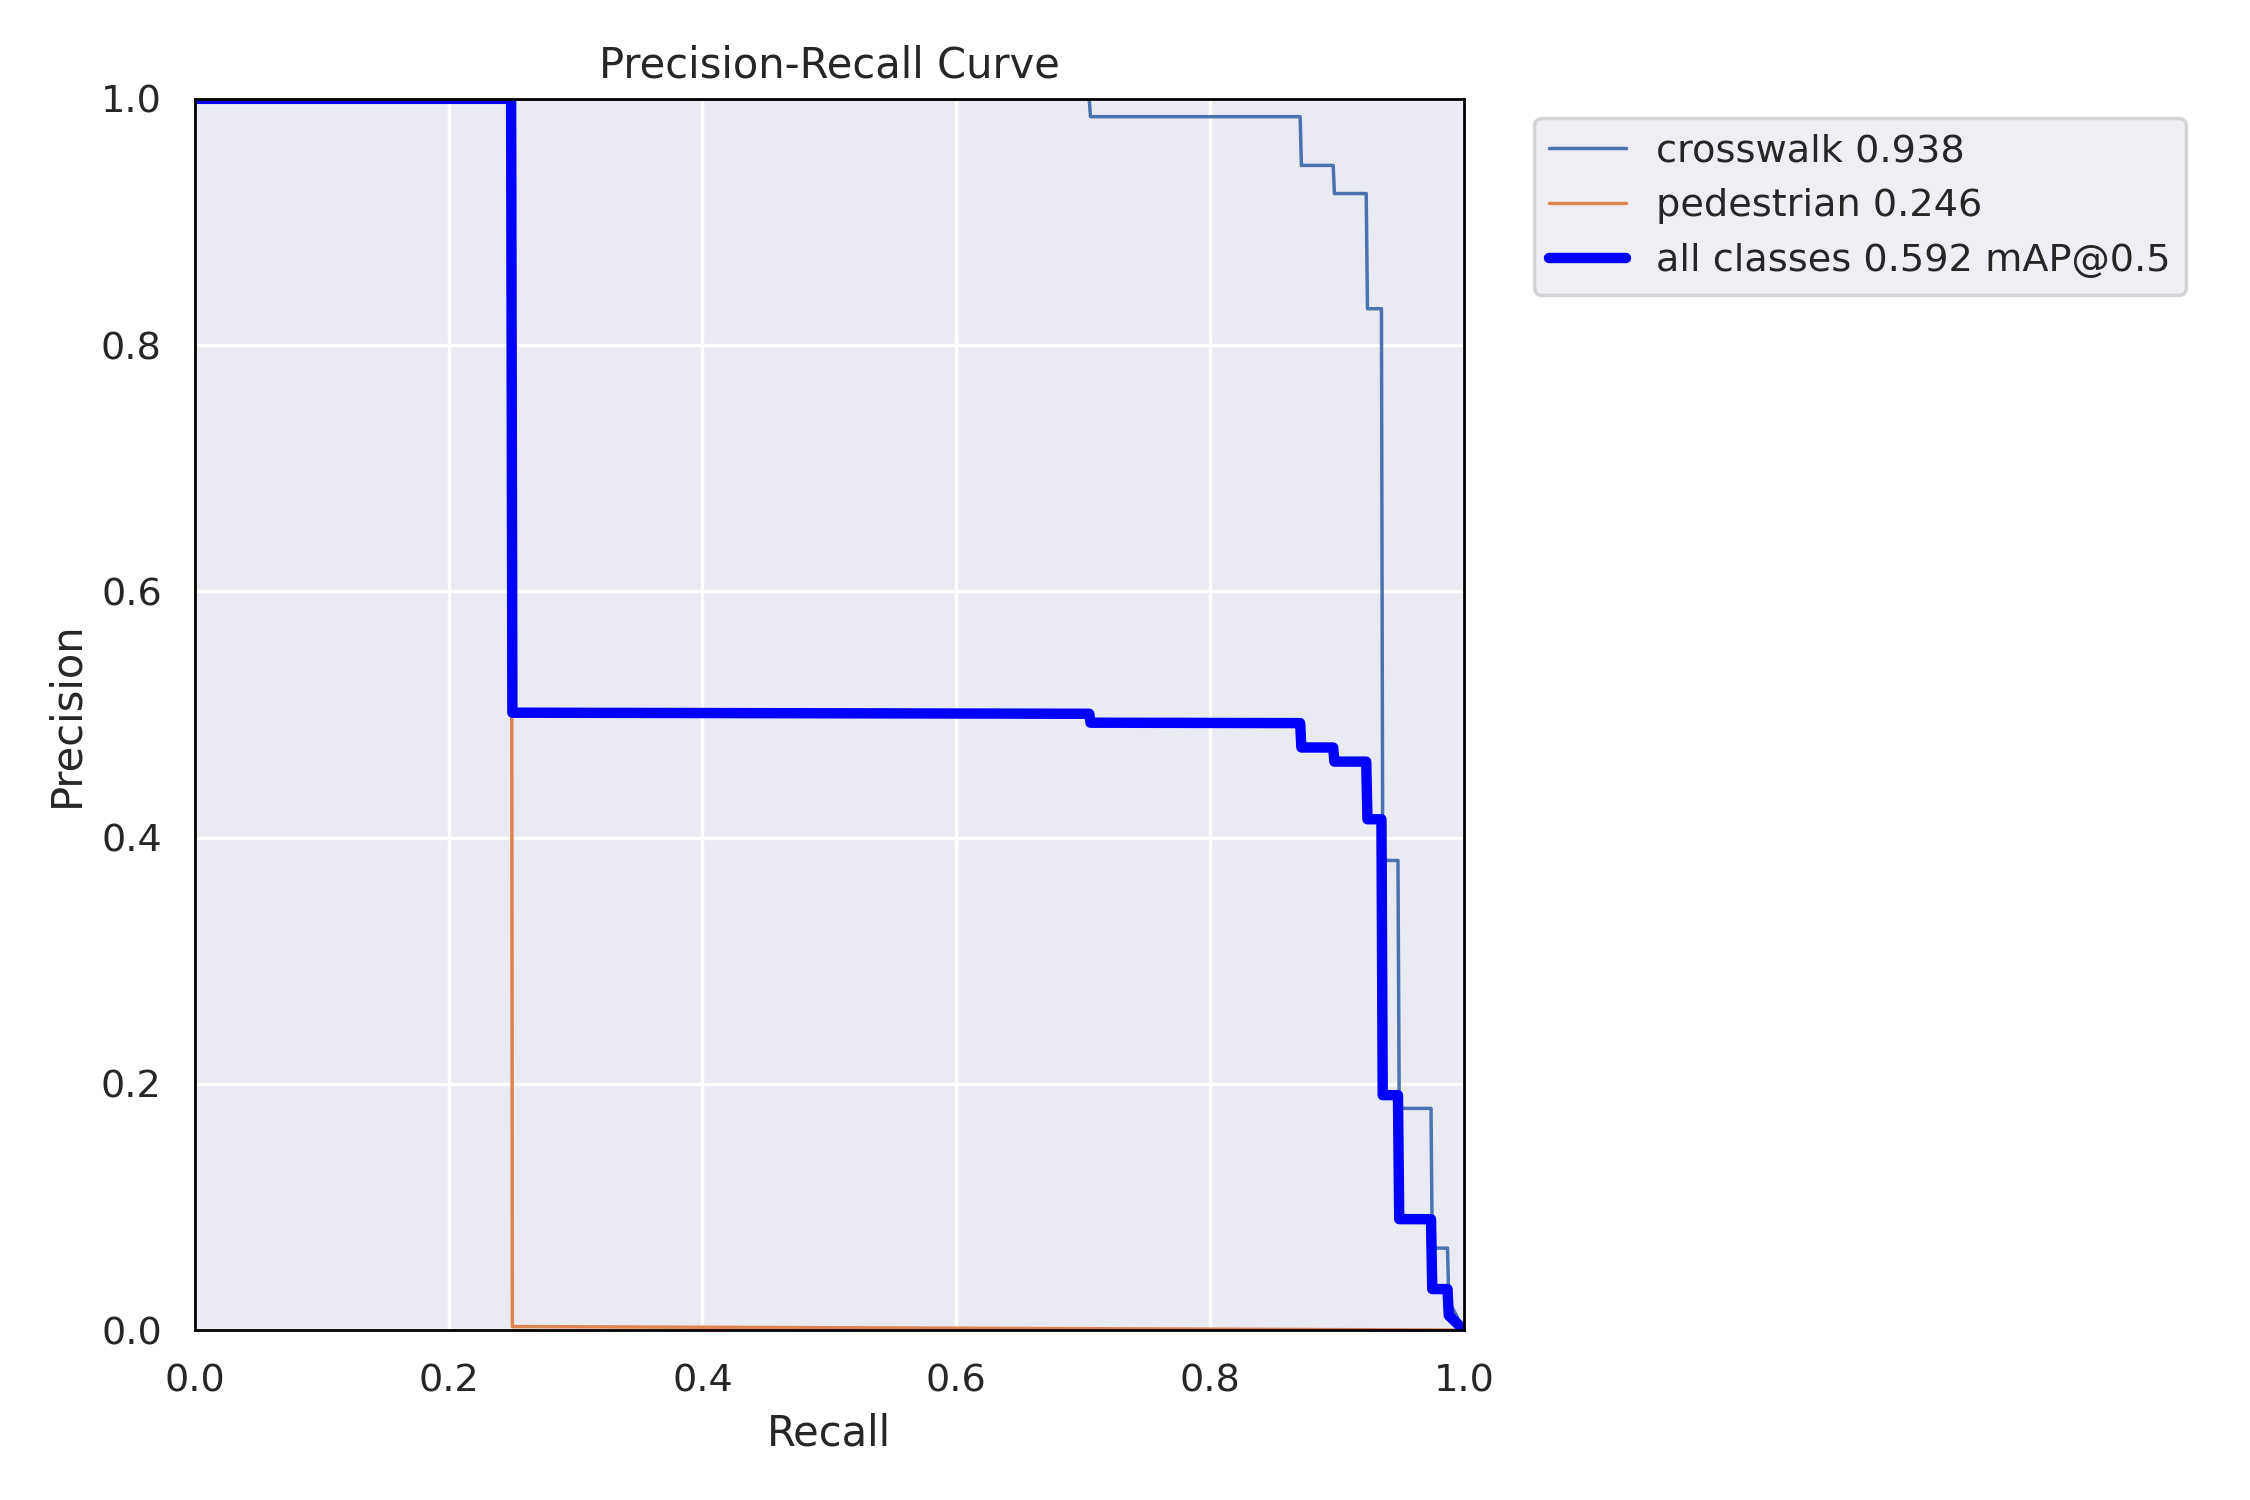 Precision-Recall Curve
1.0
0.8
0.6
0.4
0.2
0.0
Precision
0.0 0.2 0.4 0.6 0.8 1.0
Recall
crosswalk 0.938
pedestrian 0.246
all classes 0.592 mAP@0.5